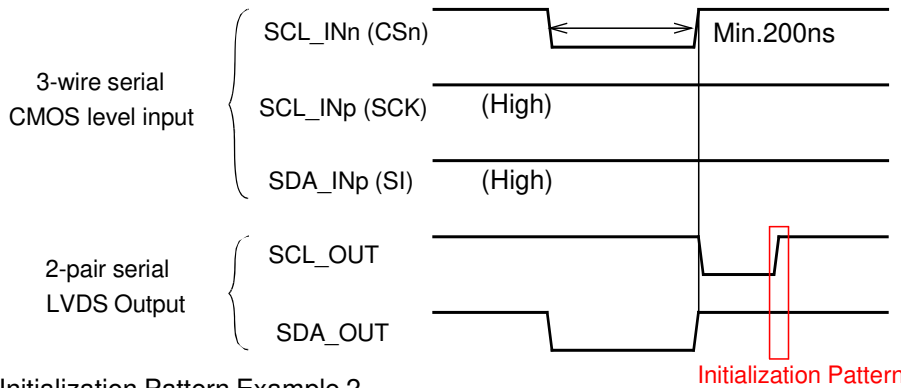 SCL_INn (CSn)
Min.200ns
3-wire serial
CMOS level input
SCL_INp (SCK)
(High)
SDA_INp (SI)
(High)
2-pair serial
LVDS Output
SCL_OUT
SDA_OUT
Initialization Pattern
Initialization Pattern Example 2